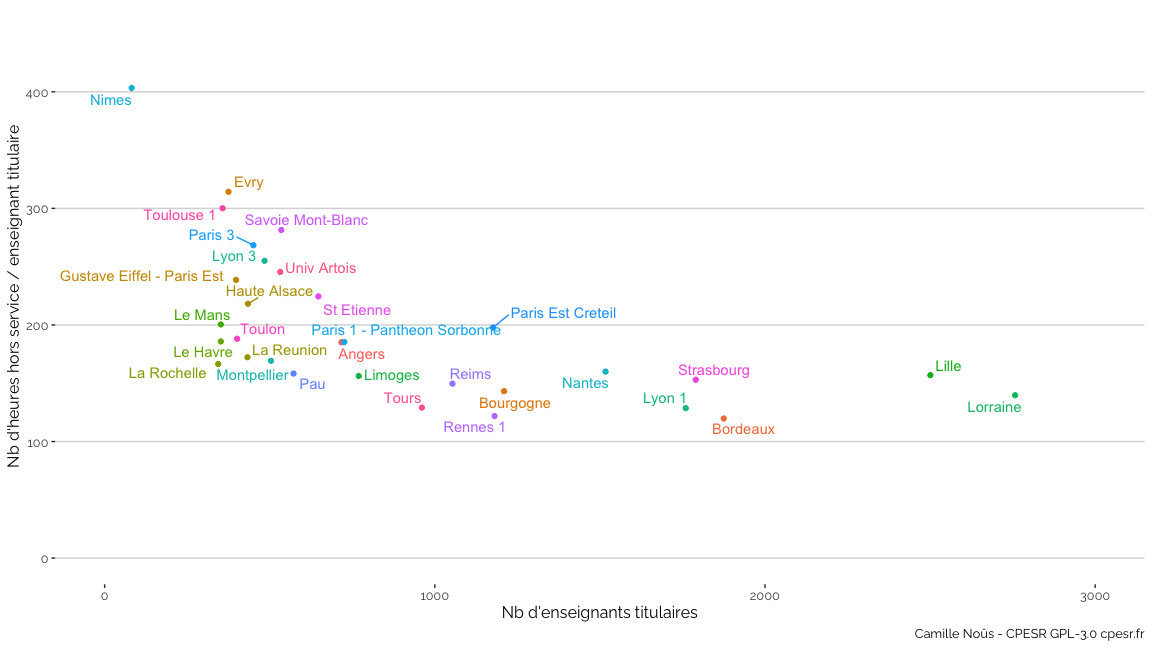 400
300
200
100
0
Nb d'heures hors service / enseignant titulaire
Nimes
Evry
Toulouse 1
Savoie Mont-Blanc
Paris 3
Lyon 3
Univ Artois
Gustave Eiffel - Paris Est
Haute Alsace
St Etienne
Paris Est Creteil
Le Mans
Toulon
Paris 1 - Pantheon Sorbonne
Le Havre
La Reunion
Angers
La Rochelle
Montpellier
Pau
Limoges
Reims
Nantes
Strasbourg
Lille
Tours
Bourgogne
Lyon 1
Lorraine
Rennes 1
Bordeaux
0
1000
2000
3000
Nb d'enseignants titulaires
Camille Noûs - CPESR GPL-3.0 cpesr.fr